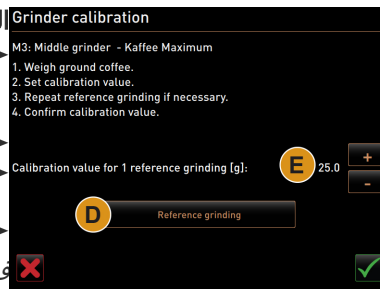 Grinder calibration
M3: Middle grinder - Kaffee Maximum
1. Weigh ground coffee.
2. Set calibration value.
3. Repeat reference grinding if necessary.
4. Confirm calibration value.
Calibration value for 1 reference grinding [g]: E 25.0 +
-
D Reference grinding